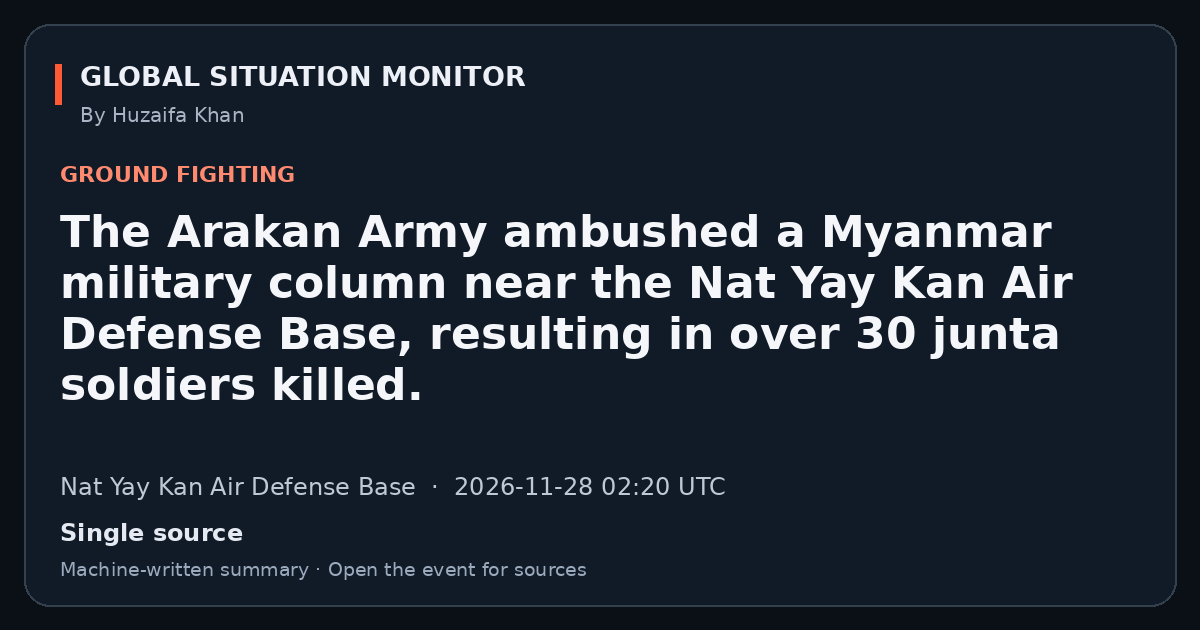 GLOBAL SITUATION MONITOR
By Huzaifa Khan
GROUND FIGHTING
The Arakan Army ambushed a Myanmar
military column near the Nat Yay Kan Air
Defense Base, resulting in over 30 junta
soldiers killed.
Nat Yay Kan Air Defense Base · 2026-11-28 02:20 UTC
Single source
Machine-written summary · Open the event for sources